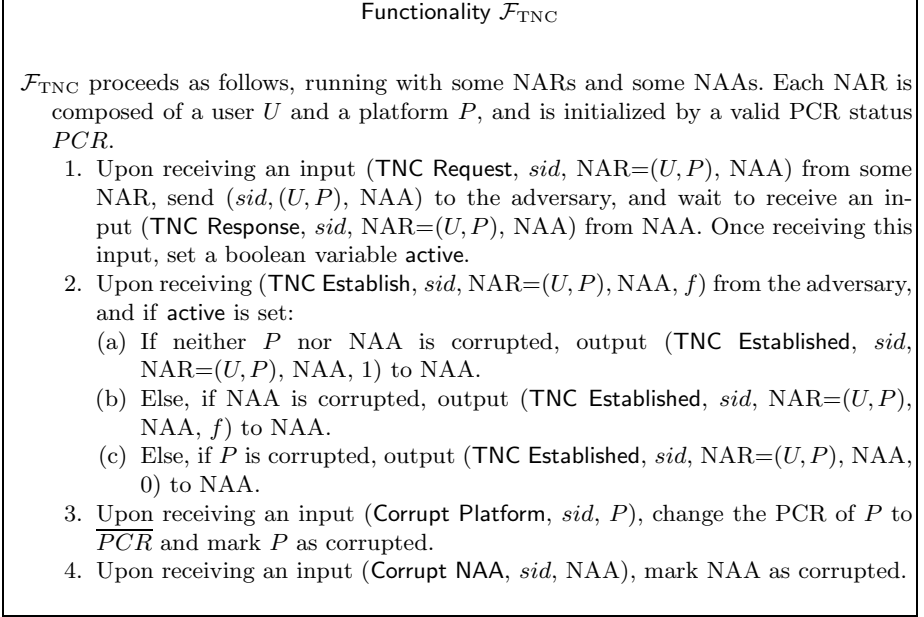 Functionality $\mathcal{F}_{\mathrm{TNC}}$
$\mathcal{F}_{\mathrm{TNC}}$ proceeds as follows, running with some NARs and some NAAs. Each NAR is
composed of a user $U$ and a platform $P$, and is initialized by a valid PCR status
$PCR$.
1. Upon receiving an input (TNC Request, $sid$, NAR=$(U, P)$, NAA) from some
NAR, send $(sid, (U, P)$, NAA) to the adversary, and wait to receive an in-
put (TNC Response, $sid$, NAR=$(U, P)$, NAA) from NAA. Once receiving this
input, set a boolean variable active.
2. Upon receiving (TNC Establish, $sid$, NAR=$(U, P)$, NAA, $f$) from the adversary,
and if active is set:
(a) If neither $P$ nor NAA is corrupted, output (TNC Established, $sid$,
NAR=$(U, P)$, NAA, 1) to NAA.
(b) Else, if NAA is corrupted, output (TNC Established, $sid$, NAR=$(U, P)$,
NAA, $f$) to NAA.
(c) Else, if $P$ is corrupted, output (TNC Established, $sid$, NAR=$(U, P)$, NAA,
0) to NAA.
3. Upon receiving an input (Corrupt Platform, $sid$, $P$), change the PCR of $P$ to
$\overline{PCR}$ and mark $P$ as corrupted.
4. Upon receiving an input (Corrupt NAA, $sid$, NAA), mark NAA as corrupted.